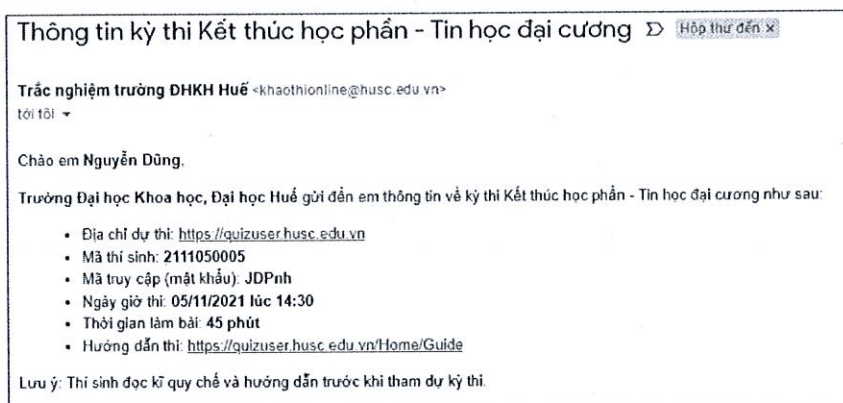 Thông tin kỳ thi Kết thúc học phần - Tin học đại cương Hộp thư đến x
Trắc nghiệm trường ĐHKH Huế <khaothionline@husc.edu.vn>
tới tôi
Chào em Nguyễn Dũng,
Trường Đại học Khoa học, Đại học Huế gửi đến em thông tin về kỳ thi Kết thúc học phần - Tin học đại cương như sau:
• Địa chỉ dự thi: https://quizuser.husc.edu.vn
• Mã thí sinh: 2111050005
• Mã truy cập (mật khẩu): JDPnh
• Ngày giờ thi: 05/11/2021 lúc 14:30
• Thời gian làm bài: 45 phút
• Hướng dẫn thi: https://quizuser.husc.edu.vn/Home/Guide
Lưu ý: Thí sinh đọc kĩ quy chế và hướng dẫn trước khi tham dự kỳ thi.